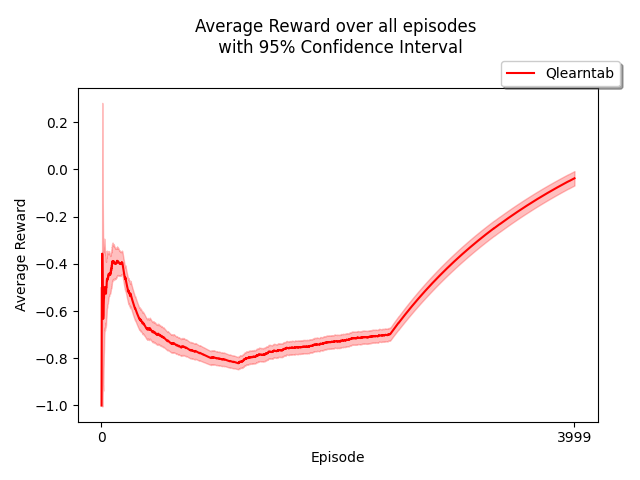 Average Reward over all episodes
with 95% Confidence Interval
Qlearntab
0.2
0.0
−0.2
−0.4
−0.6
−0.8
−1.0
Average Reward
0
3999
Episode